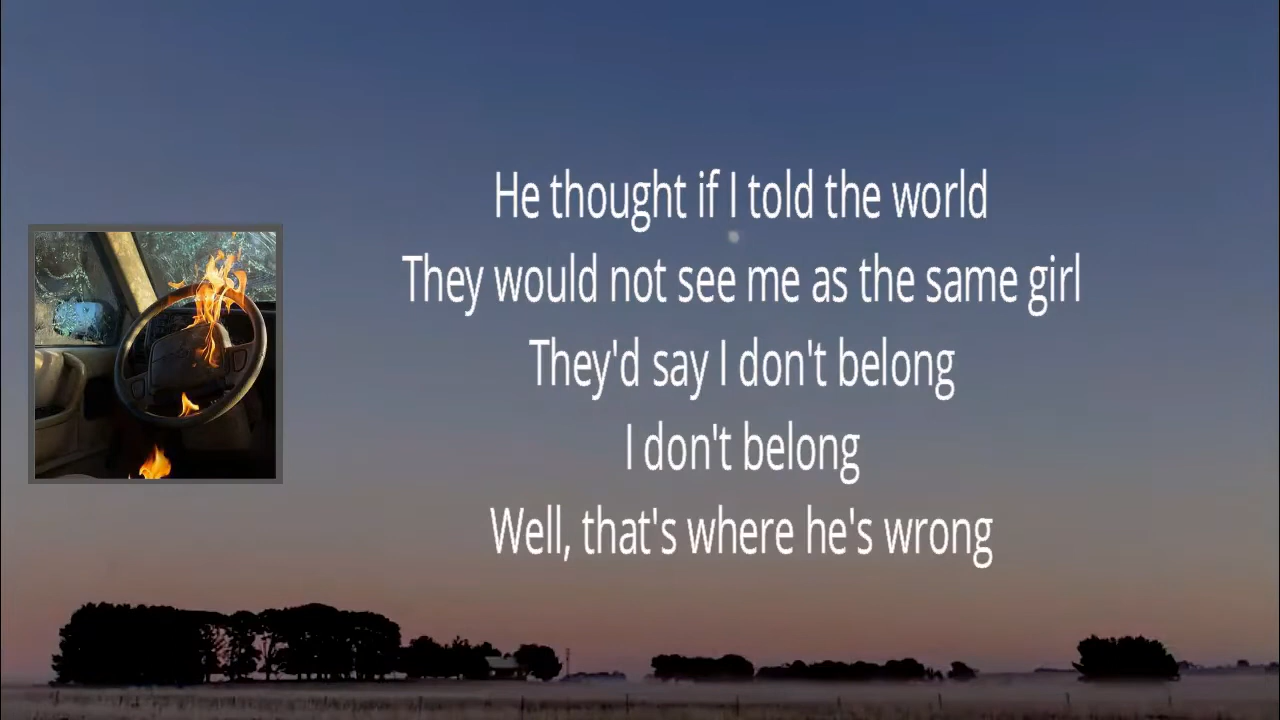 He thought if I told the world
They would not see me as the same girl
They'd say I don't belong
I don't belong
Well, that's where he's wrong